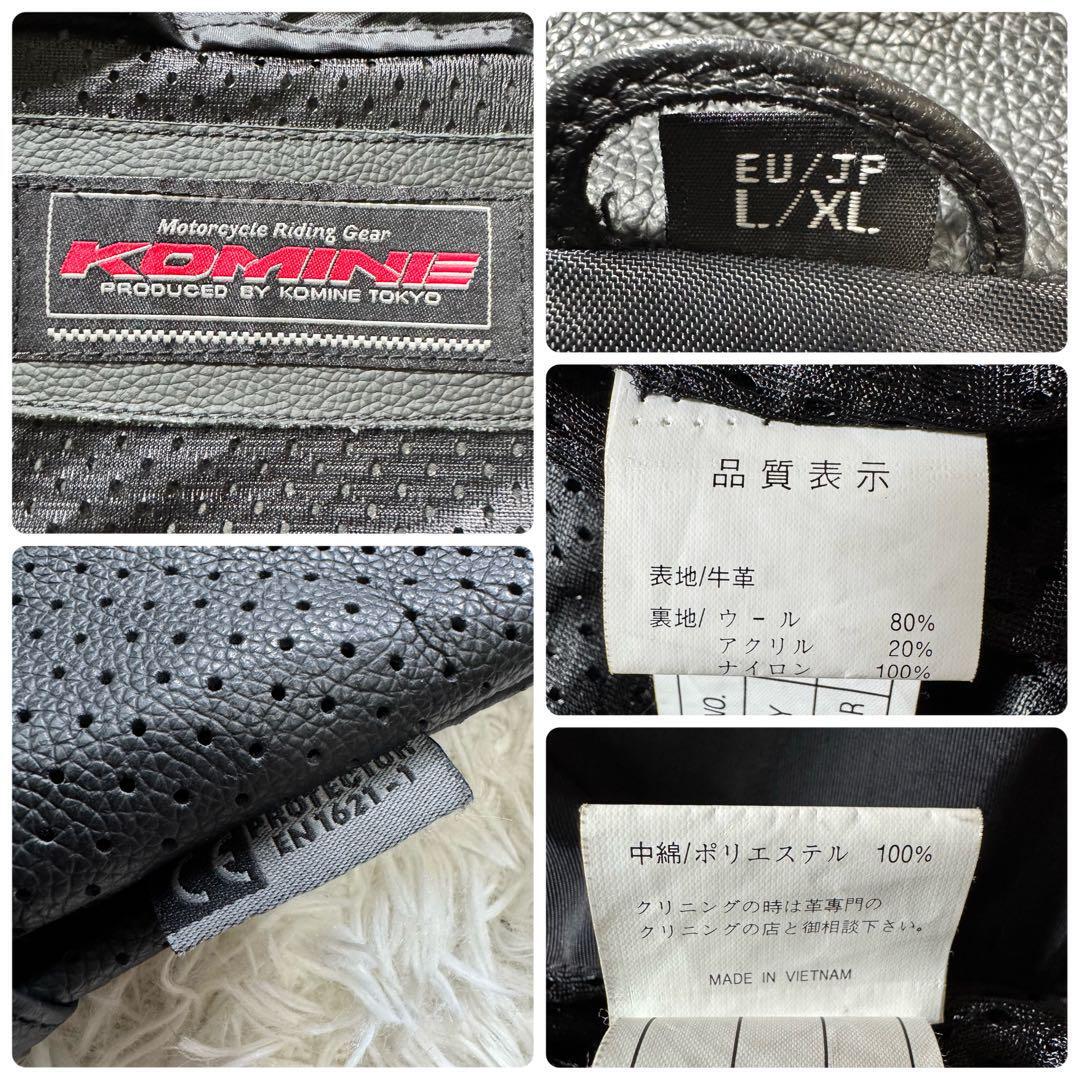 Motorcycle Riding Gear
KOMINE
PRODUCED BY KOMINE TOKYO
EU/JP
L/XL
品質表示
表地/牛革
裏地/ウール 80%
アクリル 20%
ナイロン 100%
NO.
Y
R
CE
PROTECTOR
EN1621-1
中綿/ポリエステル 100%
クリニングの時は革専門の
クリニングの店と御相談下さい。
MADE IN VIETNAM